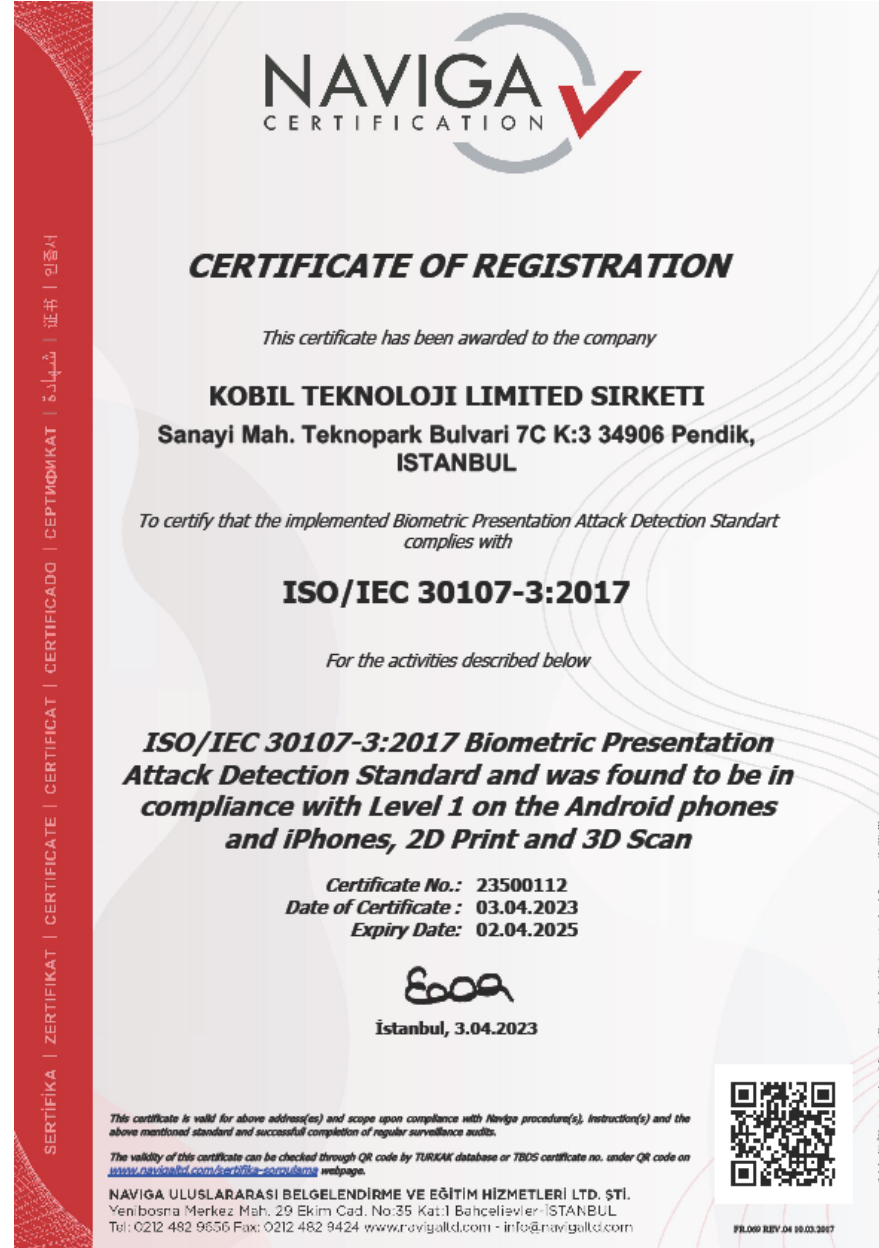 NAVIGA
CERTIFICATION
SERTİFİKA | ZERTIFIKAT | CERTIFICATE | CERTIFICAT | CERTIFICADO | СЕРТИФИКАТ | شهادة | 证书 | 인증서
CERTIFICATE OF REGISTRATION
This certificate has been awarded to the company
KOBIL TEKNOLOJI LIMITED SIRKETI
Sanayi Mah. Teknopark Bulvari 7C K:3 34906 Pendik,
ISTANBUL
To certify that the implemented Biometric Presentation Attack Detection Standart
complies with
ISO/IEC 30107-3:2017
For the activities described below
ISO/IEC 30107-3:2017 Biometric Presentation
Attack Detection Standard and was found to be in
compliance with Level 1 on the Android phones
and iPhones, 2D Print and 3D Scan
Certificate No.: 23500112
Date of Certificate : 03.04.2023
Expiry Date: 02.04.2025
İstanbul, 3.04.2023
This certificate is valid for above address(es) and scope upon compliance with Naviga procedure(s), instruction(s) and the
above mentioned standard and successfull completion of regular surveillance audits.
The validity of this certificate can be checked through QR code by TURKAK database or TBDS certificate no. under QR code on
www.navigaltd.com/sertifika-sorgulama webpage.
NAVIGA ULUSLARARASI BELGELENDİRME VE EĞİTİM HİZMETLERİ LTD. ŞTİ.
Yenibosna Merkez Mah. 29 Ekim Cad. No:35 Kat:1 Bahçelievler-İSTANBUL
Tel: 0212 482 9656 Fax: 0212 482 9424 www.navigaltd.com - info@navigaltd.com
FR.069 REV.04 10.03.2017